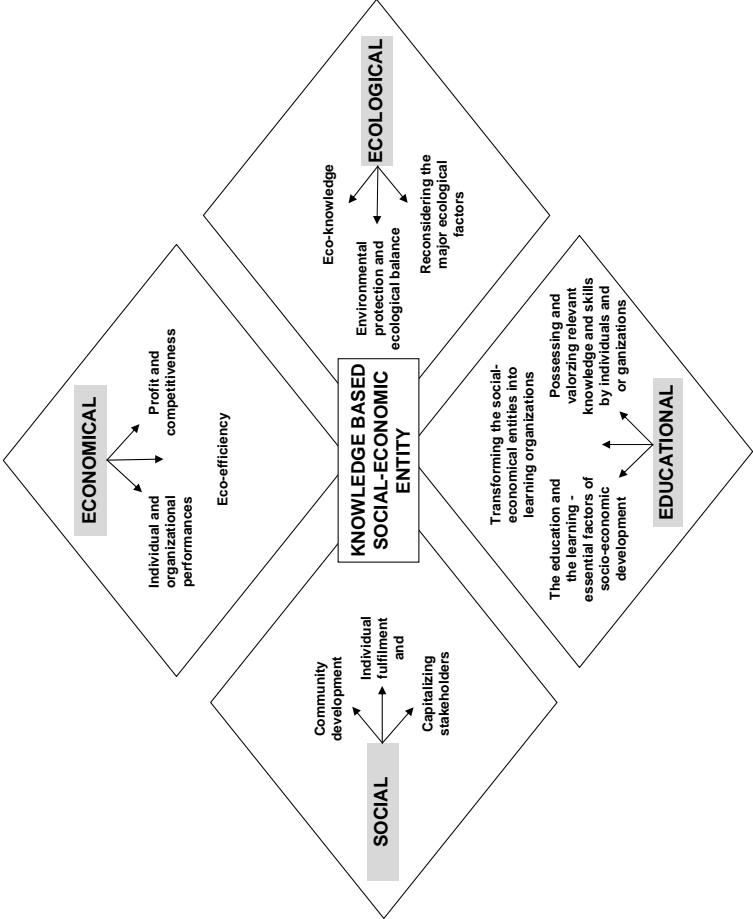 ECONOMICAL
Individual and
organizational
performances
Profit and
competitiveness
Eco-efficiency
SOCIAL
Community
development
Individual
fulfilment
and
Capitalizing
stakeholders
KNOWLEDGE BASED
SOCIAL-ECONOMIC
ENTITY
ECOLOGICAL
Eco-knowledge
Environmental
protection and
ecological balance
Reconsidering the
major ecological
factors
Transforming the social-
economical entities into
learning organizations
The education and
the learning -
essential factors of
socio-economic
development
Possessing and
valorzing relevant
knowledge and skills
by individuals and
or ganizations
EDUCATIONAL